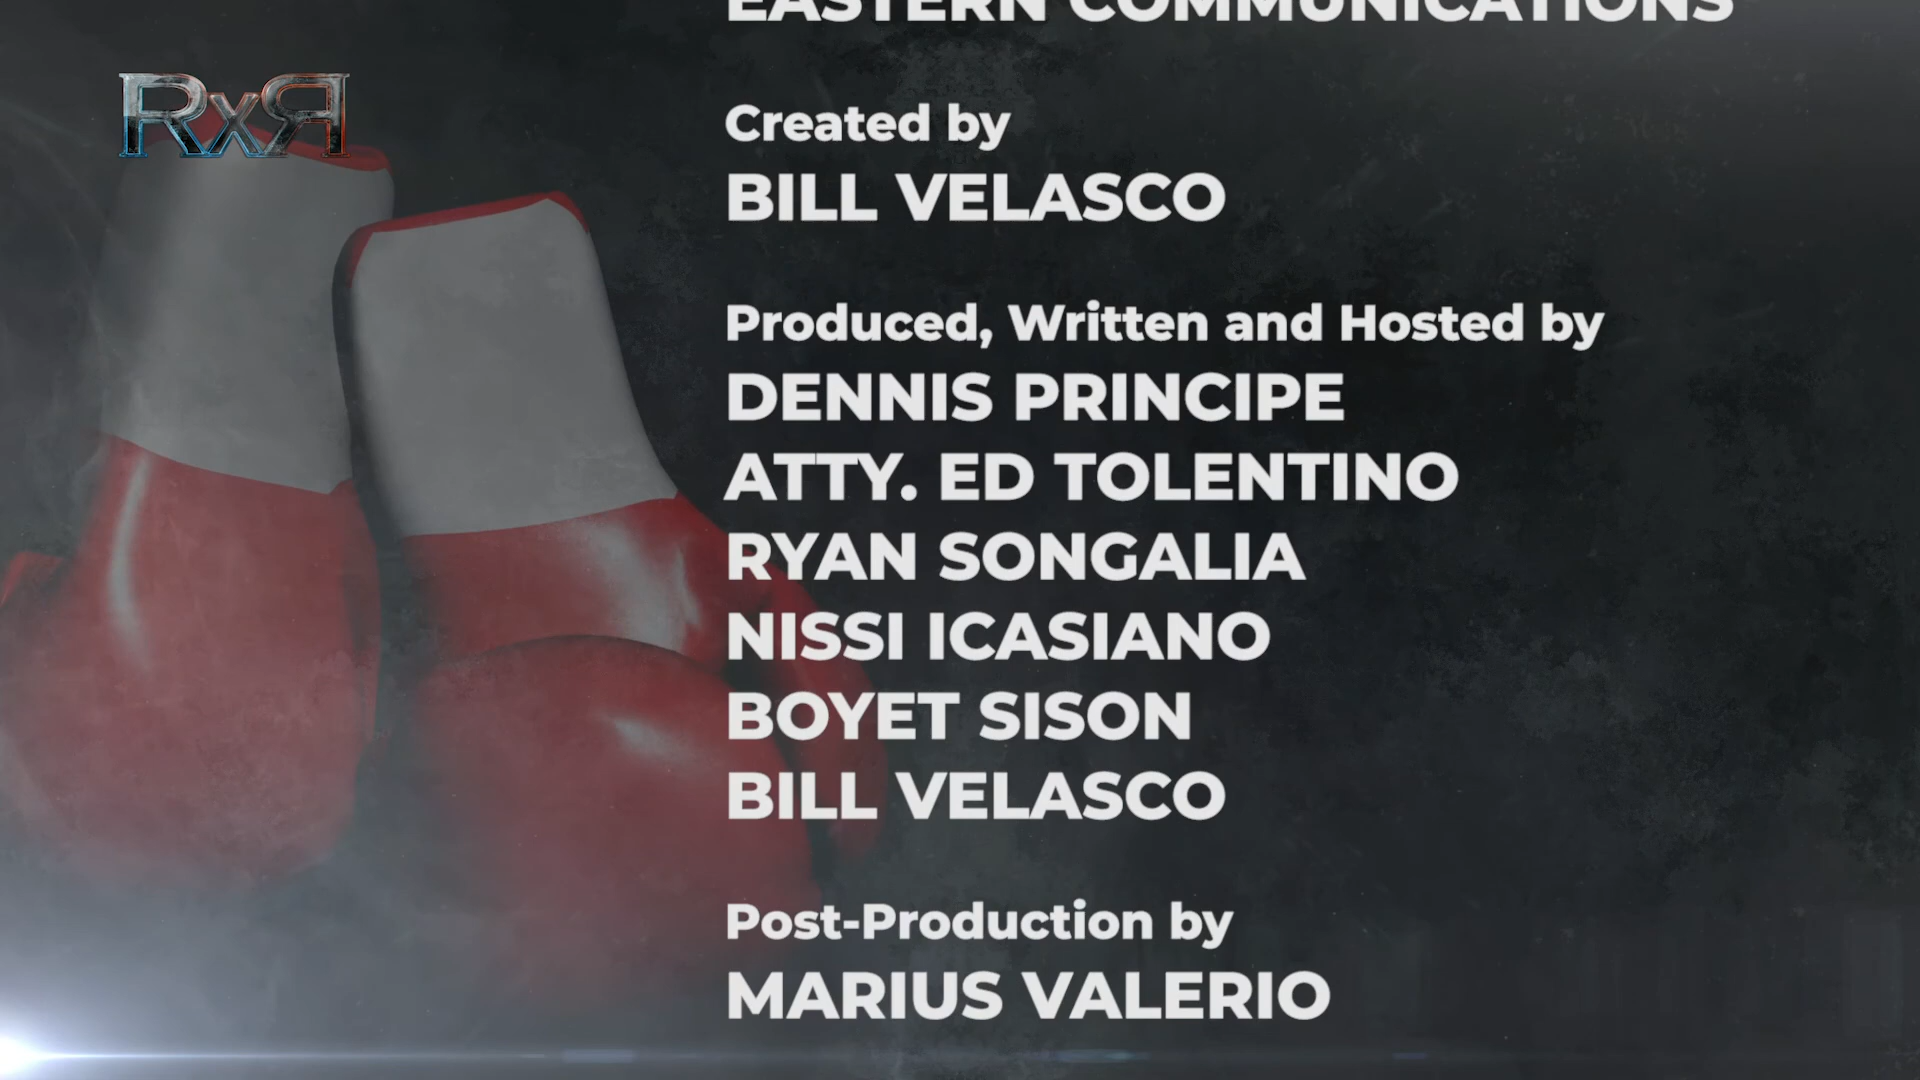 EASTERN COMMUNICATIONS
RxR
Created by
BILL VELASCO
Produced, Written and Hosted by
DENNIS PRINCIPE
ATTY. ED TOLENTINO
RYAN SONGALIA
NISSI ICASIANO
BOYET SISON
BILL VELASCO
Post-Production by
MARIUS VALERIO